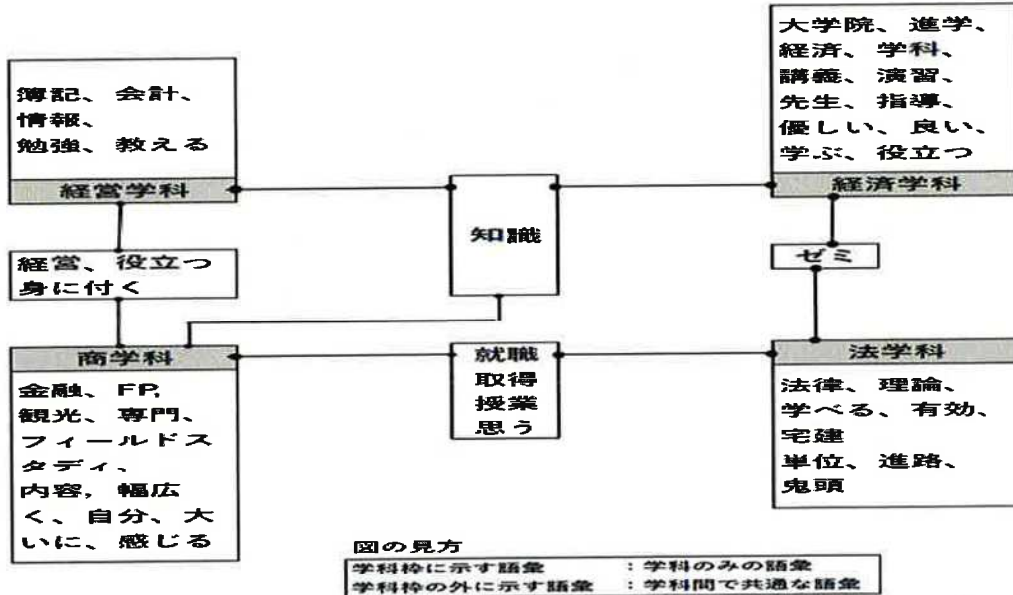 簿記、会計、
情報、
勉強、教える
経営学科
大学院、進学、
経済、学科、
講義、演習、
先生、指導、
優しい、良い、
学ぶ、役立つ
経済学科
知識
経営、役立つ
身に付く
ゼミ
商学科
金融、FP,
観光、専門、
フィールドス
タディ、
内容, 幅広
く、自分、大
いに、感じる
就職
取得
授業
思う
法学科
法律、理論、
学べる、有効、
宅建
単位、進路、
鬼頭
図の見方
学科枠に示す語彙 :学科のみの語彙
学科枠の外に示す語彙 :学科間で共通な語彙